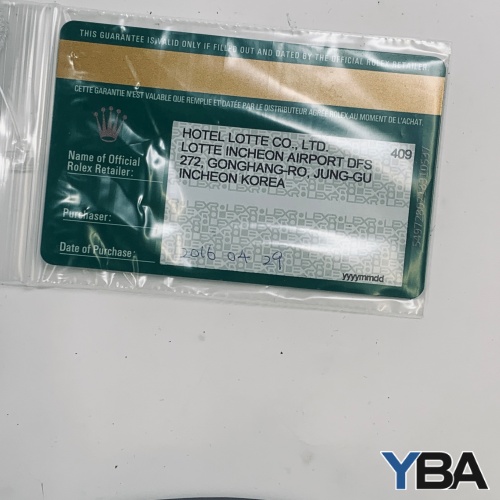 THIS GUARANTEE IS VALID ONLY IF FILLED OUT AND DATED BY THE OFFICIAL ROLEX RETAILER.
CETTE GARANTIE N'EST VALABLE QUE REMPLIE ET DATÉE PAR LE DISTRIBUTEUR AGRÉÉ ROLEX AU MOMENT DE L'ACHAT.
HOTEL LOTTE CO., LTD. 409
LOTTE INCHEON AIRPORT DFS
272, GONGHANG-RO, JUNG-GU
INCHEON KOREA
Name of Official
Rolex Retailer:
Purchaser:
Date of Purchase: 2016 04 29
yyyymmdd
YBA